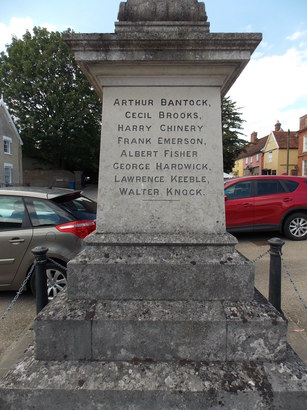 ARTHUR BANTOCK.
CECIL BROOKS.
HARRY CHINERY
FRANK EMERSON.
ALBERT FISHER
GEORGE HARDWICK.
LAWRENCE KEEBLE.
WALTER KNOCK.